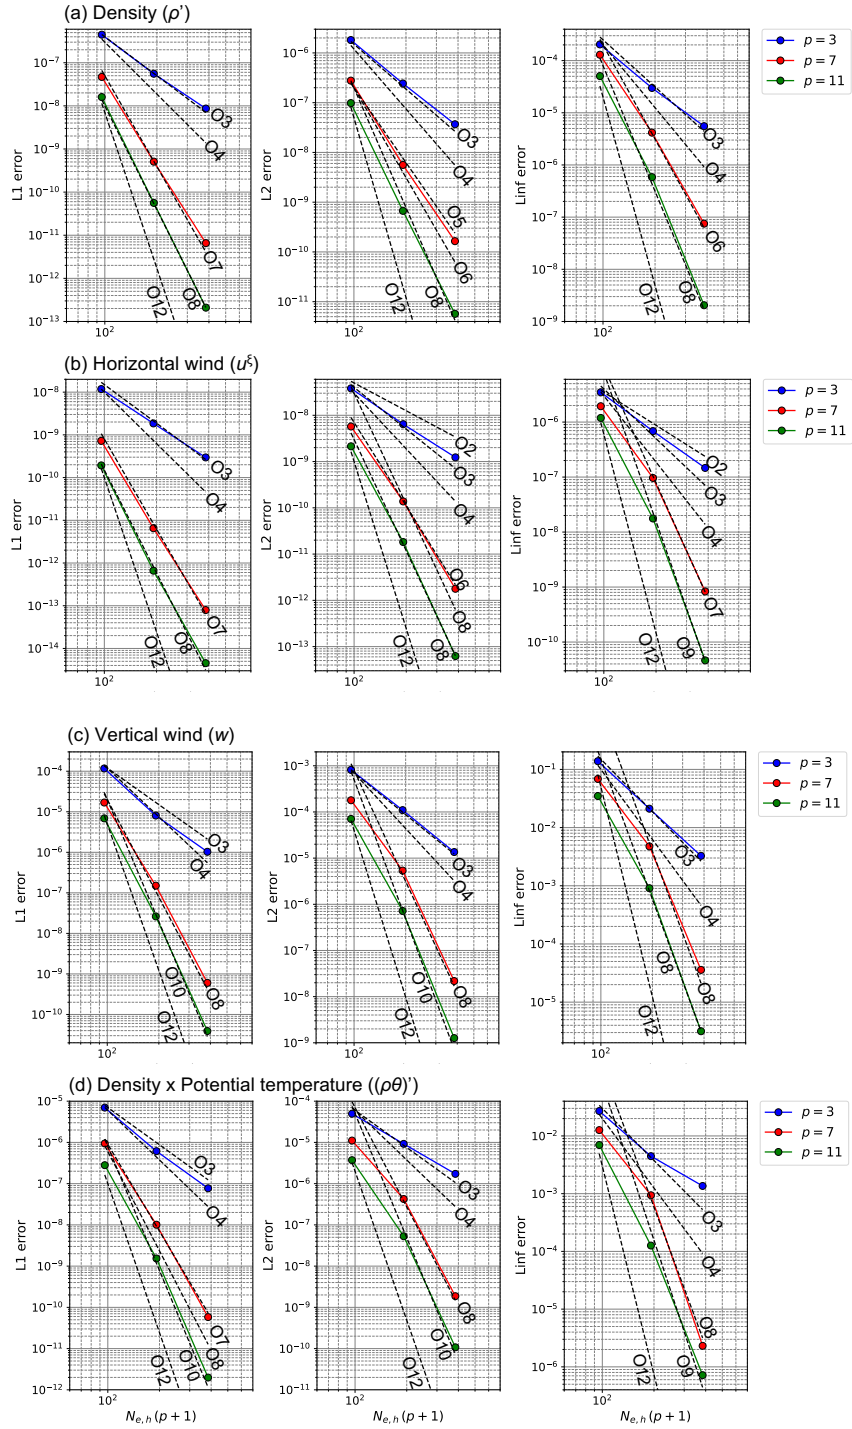 (a) Density (ρ')
L1 error
10⁻⁷
10⁻⁸
10⁻⁹
10⁻¹⁰
10⁻¹¹
10⁻¹²
10⁻¹³
10²
O3
O4
O7
O8
O12
L2 error
10⁻⁶
10⁻⁷
10⁻⁸
10⁻⁹
10⁻¹⁰
10⁻¹¹
10²
O3
O4
O5
O6
O8
O12
Linf error
10⁻⁴
10⁻⁵
10⁻⁶
10⁻⁷
10⁻⁸
10⁻⁹
10²
O3
O4
O6
O8
O12
p = 3
p = 7
p = 11
(b) Horizontal wind (u^ξ)
L1 error
10⁻⁸
10⁻⁹
10⁻¹⁰
10⁻¹¹
10⁻¹²
10⁻¹³
10⁻¹⁴
10²
O3
O4
O7
O8
O12
L2 error
10⁻⁸
10⁻⁹
10⁻¹⁰
10⁻¹¹
10⁻¹²
10⁻¹³
10²
O2
O3
O4
O6
O8
O8
O12
Linf error
10⁻⁶
10⁻⁷
10⁻⁸
10⁻⁹
10⁻¹⁰
10²
O2
O3
O4
O7
O9
O12
p = 3
p = 7
p = 11
(c) Vertical wind (w)
L1 error
10⁻⁴
10⁻⁵
10⁻⁶
10⁻⁷
10⁻⁸
10⁻⁹
10⁻¹⁰
10²
O3
O4
O8
O10
O12
L2 error
10⁻³
10⁻⁴
10⁻⁵
10⁻⁶
10⁻⁷
10⁻⁸
10⁻⁹
10²
O3
O4
O8
O10
O12
Linf error
10⁻¹
10⁻²
10⁻³
10⁻⁴
10⁻⁵
10²
O3
O4
O8
O8
O12
p = 3
p = 7
p = 11
(d) Density x Potential temperature ((ρθ)')
L1 error
10⁻⁵
10⁻⁶
10⁻⁷
10⁻⁸
10⁻⁹
10⁻¹⁰
10⁻¹¹
10⁻¹²
10²
N_{e,h}(p + 1)
O3
O4
O7
O8
O10
O12
L2 error
10⁻⁴
10⁻⁵
10⁻⁶
10⁻⁷
10⁻⁸
10⁻⁹
10⁻¹⁰
10⁻¹¹
10²
N_{e,h}(p + 1)
O3
O4
O8
O10
O12
Linf error
10⁻²
10⁻³
10⁻⁴
10⁻⁵
10⁻⁶
10²
N_{e,h}(p + 1)
O3
O4
O8
O9
O12
p = 3
p = 7
p = 11